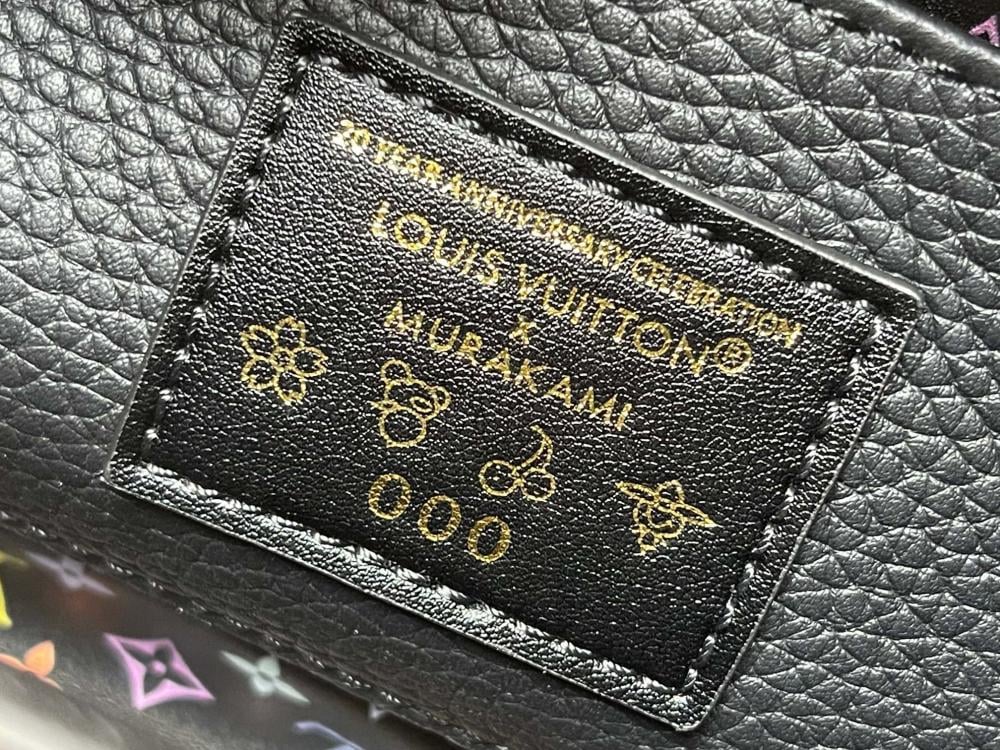 20 YEAR ANNIVERSARY CELEBRATION
LOUIS VUITTON®
X
MURAKAMI
000